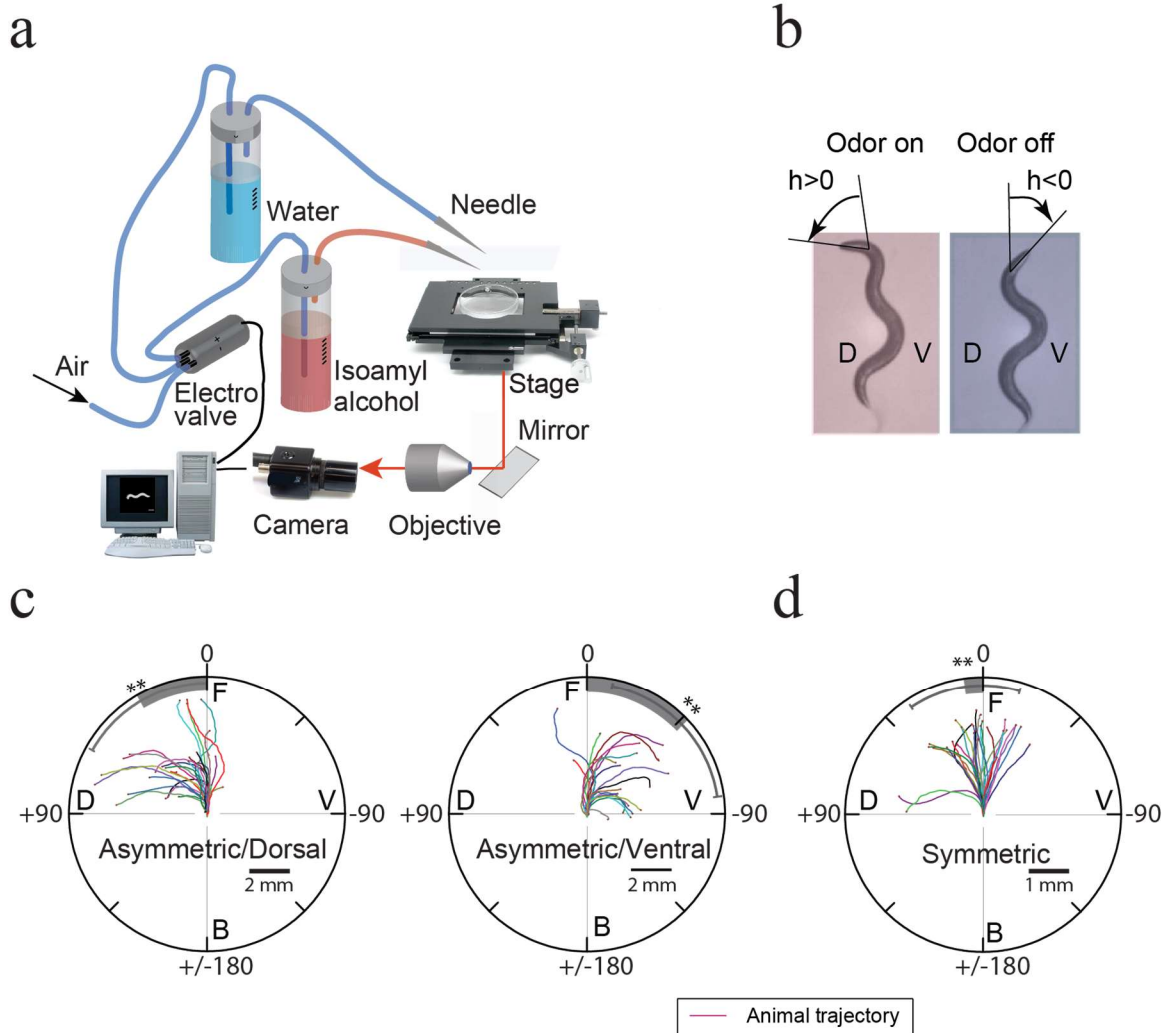 a
Water
Needle
Air
Electro
valve
Isoamyl
alcohol
Stage
Mirror
Camera
Objective
b
Odor on
Odor off
h>0
h<0
D
V
D
V
c
0
**
F
D
V
+90
-90
Asymmetric/Dorsal
2 mm
B
+/-180
0
F
**
D
V
+90
-90
Asymmetric/Ventral
2 mm
B
+/-180
d
0
**
F
D
V
+90
-90
Symmetric
1 mm
B
+/-180
Animal trajectory